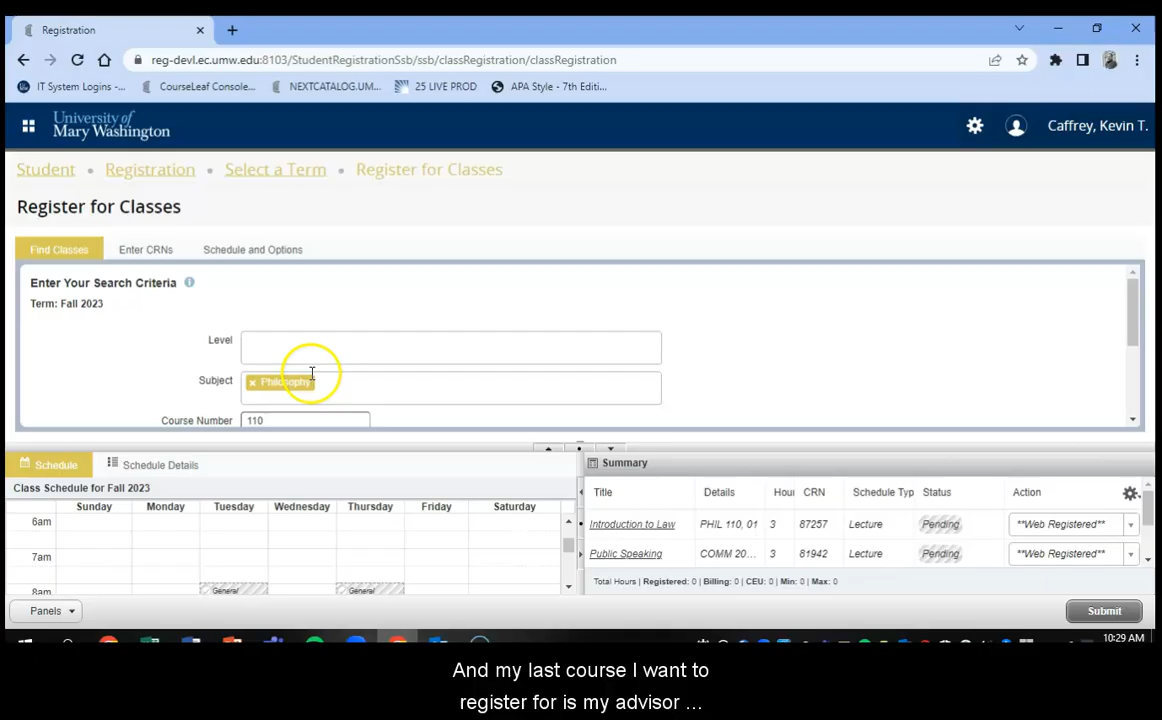 Registration
reg-devl.ec.umw.edu:8103/StudentRegistrationSsb/ssb/classRegistration/classRegistration
IT System Logins -... CourseLeaf Console... NEXTCATALOG.UM... 25 LIVE PROD APA Style - 7th Editi...
University of
Mary Washington
Caffrey, Kevin T.
Student • Registration • Select a Term • Register for Classes
Register for Classes
Find Classes Enter CRNs Schedule and Options
Enter Your Search Criteria
Term: Fall 2023
Level
Subject × Philosophy
Course Number 110
Schedule Schedule Details
Summary
Class Schedule for Fall 2023
Title Details Hour CRN Schedule Typ Status Action
Sunday Monday Tuesday Wednesday Thursday Friday Saturday
6am
Introduction to Law PHIL 110, 01 3 87257 Lecture Pending **Web Registered**
7am
Public Speaking COMM 20... 3 81942 Lecture Pending **Web Registered**
Total Hours | Registered: 0 | Billing: 0 | CEU: 0 | Min: 0 | Max: 0
8am General General
Panels Submit
10:29 AM
And my last course I want to
register for is my advisor ...